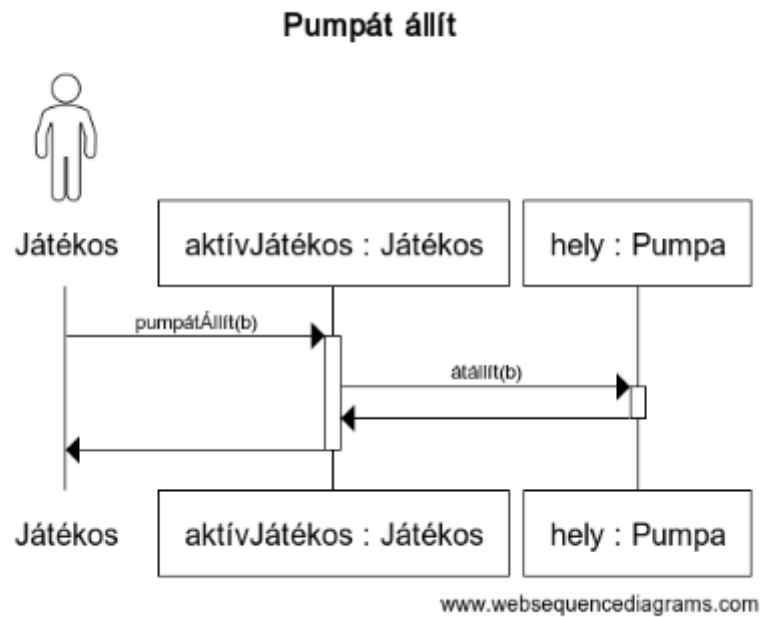 Pumpát állít
Játékos
aktívJátékos : Játékos
hely : Pumpa
pumpátÁllít(b)
átállít(b)
Játékos
aktívJátékos : Játékos
hely : Pumpa
www.websequencediagrams.com